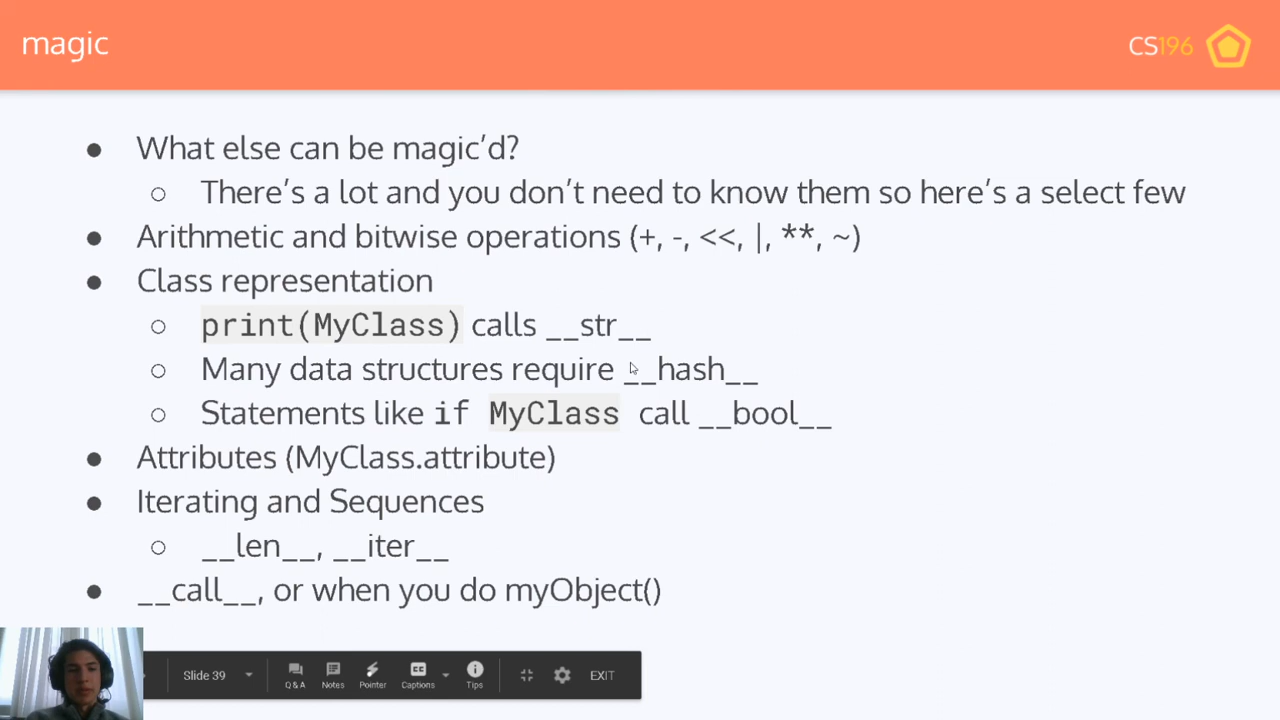 magic
CS196
● What else can be magic'd?
○ There's a lot and you don't need to know them so here's a select few
● Arithmetic and bitwise operations (+, -, <<, |, **, ~)
● Class representation
○ print(MyClass) calls __str__
○ Many data structures require __hash__
○ Statements like if MyClass call __bool__
● Attributes (MyClass.attribute)
● Iterating and Sequences
○ __len__, __iter__
● __call__, or when you do myObject()
Slide 39 Q & A Notes Pointer CC Captions Tips EXIT